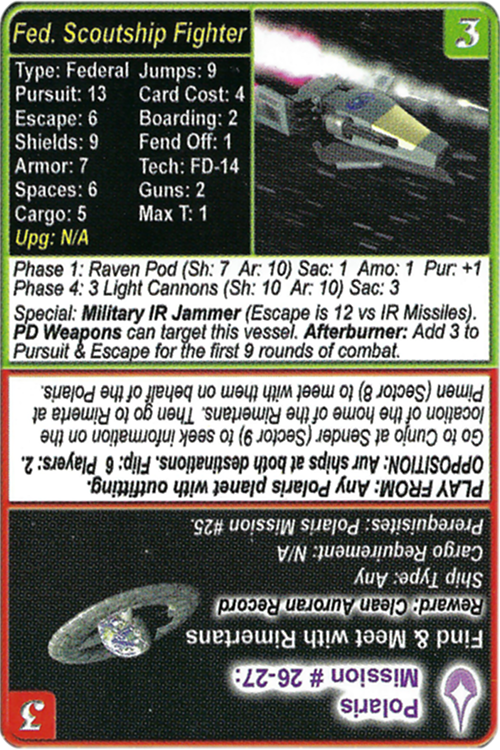 Fed. Scoutship Fighter
3
Type: Federal Jumps: 9
Pursuit: 13 Card Cost: 4
Escape: 6 Boarding: 2
Shields: 9 Fend Off: 1
Armor: 7 Tech: FD-14
Spaces: 6 Guns: 2
Cargo: 5 Max T: 1
Upg: N/A
Phase 1: Raven Pod (Sh: 7 Ar: 10) Sac: 1 Amo: 1 Pur: +1
Phase 4: 3 Light Cannons (Sh: 10 Ar: 10) Sac: 3
Special: Military IR Jammer (Escape is 12 vs IR Missiles).
PD Weapons can target this vessel. Afterburner: Add 3 to
Pursuit & Escape for the first 9 rounds of combat.
3
Polaris
Mission # 26-27:
Find & Meet with Rimertans
Reward: Clean Auroran Record
Ship Type: Any
Cargo Requirement: N/A
Prerequisites: Polaris Mission #25.
PLAY FROM: Any Polaris planet with outfitting.
OPPOSITION: Aur ships at both destinations. Flip: 6 Players: 2.
Go to Cunjo at Sender (Sector 9) to seek information on the
location of the home of the Rimertans. Then go to Rimerta at
Pimen (Sector 8) to meet with them on behalf of the Polaris.